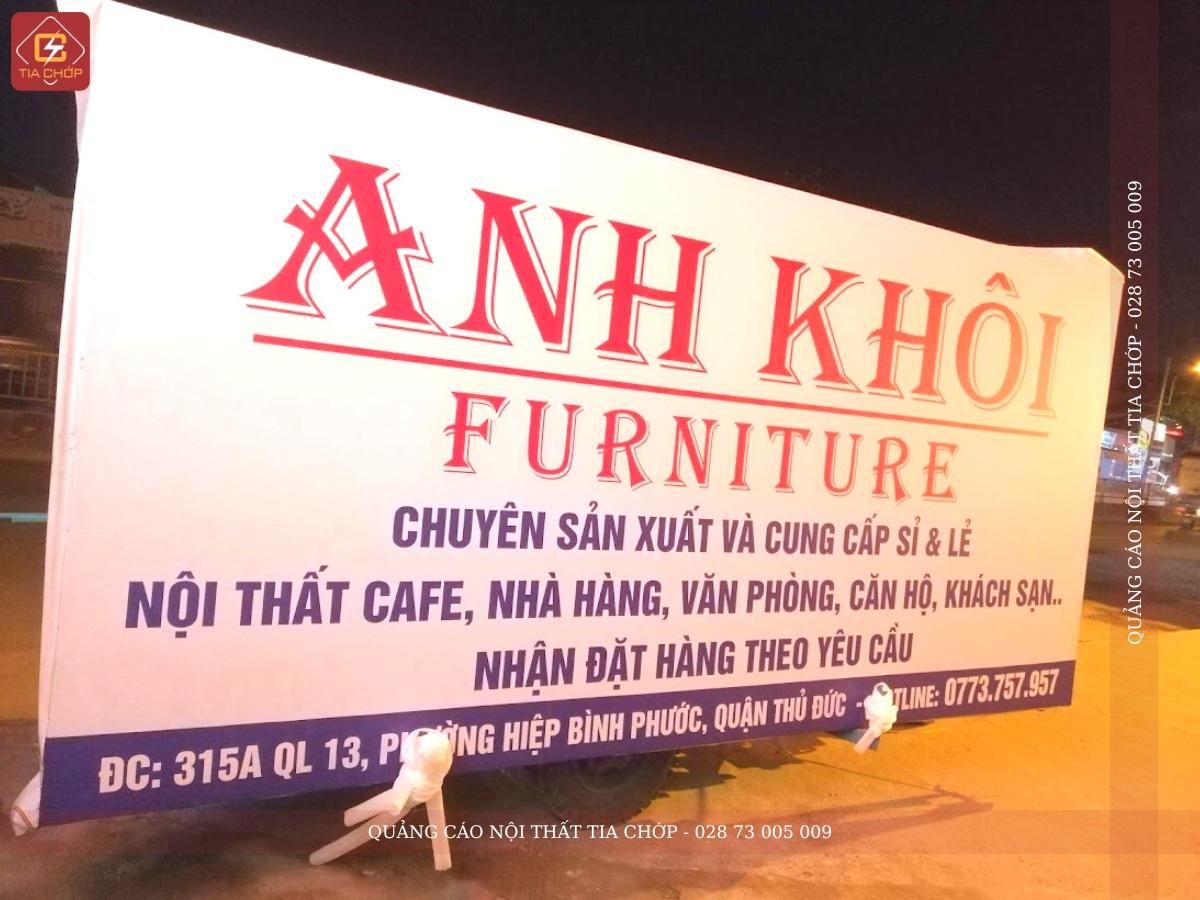 TIA CHỚP
ANH KHÔI
FURNITURE
CHUYÊN SẢN XUẤT VÀ CUNG CẤP SỈ & LẺ
NỘI THẤT CAFE, NHÀ HÀNG, VĂN PHÒNG, CĂN HỘ, KHÁCH SẠN..
NHẬN ĐẶT HÀNG THEO YÊU CẦU
ĐC: 315A QL 13, PHƯỜNG HIỆP BÌNH PHƯỚC, QUẬN THỦ ĐỨC - HOTLINE: 0773.757.957
QUẢNG CÁO NỘI THẤT TIA CHỚP - 028 73 005 009
QUẢNG CÁO NỘI THẤT TIA CHỚP - 028 73 005 009